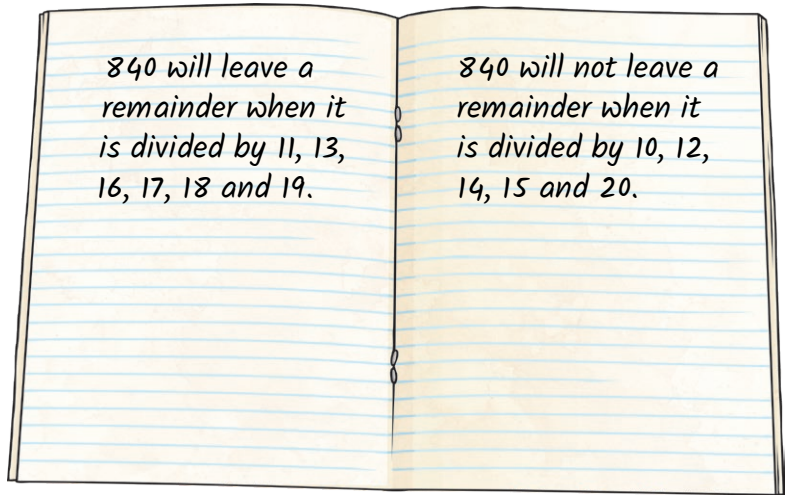 840 will leave a
remainder when it
is divided by 11, 13,
16, 17, 18 and 19.
840 will not leave a
remainder when it
is divided by 10, 12,
14, 15 and 20.